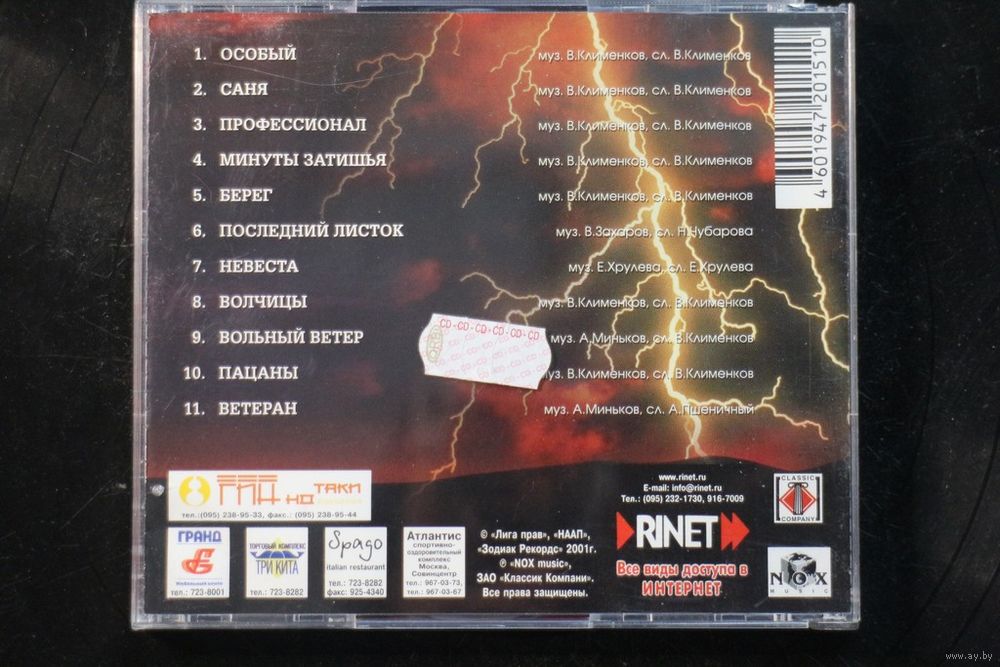 1. ОСОБЫЙ муз. В.Клименков, сл. В.Клименков
2. САНЯ муз. В.Клименков, сл. В.Клименков
3. ПРОФЕССИОНАЛ муз. В.Клименков, сл. В.Клименков
4. МИНУТЫ ЗАТИШЬЯ муз. В.Клименков, сл. В.Клименков
5. БЕРЕГ муз. В.Клименков, сл. В.Клименков
6. ПОСЛЕДНИЙ ЛИСТОК муз. В.Захаров, сл. Н.Чубарова
7. НЕВЕСТА муз. Е.Хрулева, сл. Е.Хрулева
8. ВОЛЧИЦЫ муз. В.Клименков, сл. В.Клименков
9. ВОЛЬНЫЙ ВЕТЕР муз. А.Миньков, сл. В.Клименков
10. ПАЦАНЫ муз. В.Клименков, сл. В.Клименков
11. ВЕТЕРАН муз. А.Миньков, сл. А.Пшеничный
4 601947 201510
CD-CD-CD-CD-CD-CD
тел.:(095) 238-95-33, факс.: (095) 238-95-44
ГРАНД
Мебельный центр
тел.: 723-8001
ТОРГОВЫЙ КОМПЛЕКС
ТРИ КИТА
тел.: 723-8282
Spago
italian restaurant
тел.: 723-8282
факс: 925-4340
Атлантис
спортивно-
оздоровительный
комплекс
Москва,
Совинцентр
тел.: 967-03-73,
тел.: 967-03-67
© «Лига прав», «НААП»,
«Зодиак Рекордс» 2001г.
℗ «NOX music»,
ЗАО «Классик Компани».
Все права защищены.
www.rinet.ru
E-mail: info@rinet.ru
Тел.: (095) 232-1730, 916-7009
RINET
Все виды доступа в
ИНТЕРНЕТ
CLASSIC
COMPANY
NOX
MUSIC
www.ay.by